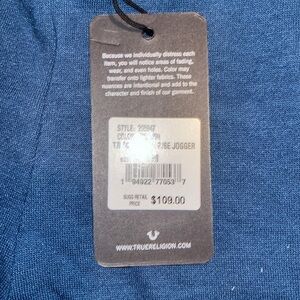 Because we individually distress each
item, you will notice areas of fading,
wear, and even holes. Color may
transfer onto lighter fabrics. These
nuances are intentional and add to the
character and finish of our garment.
STYLE:
JOGGER
1 94922 77053 7
SUGG RETAIL
PRICE $109.00
WWW.TRUERELIGION.COM